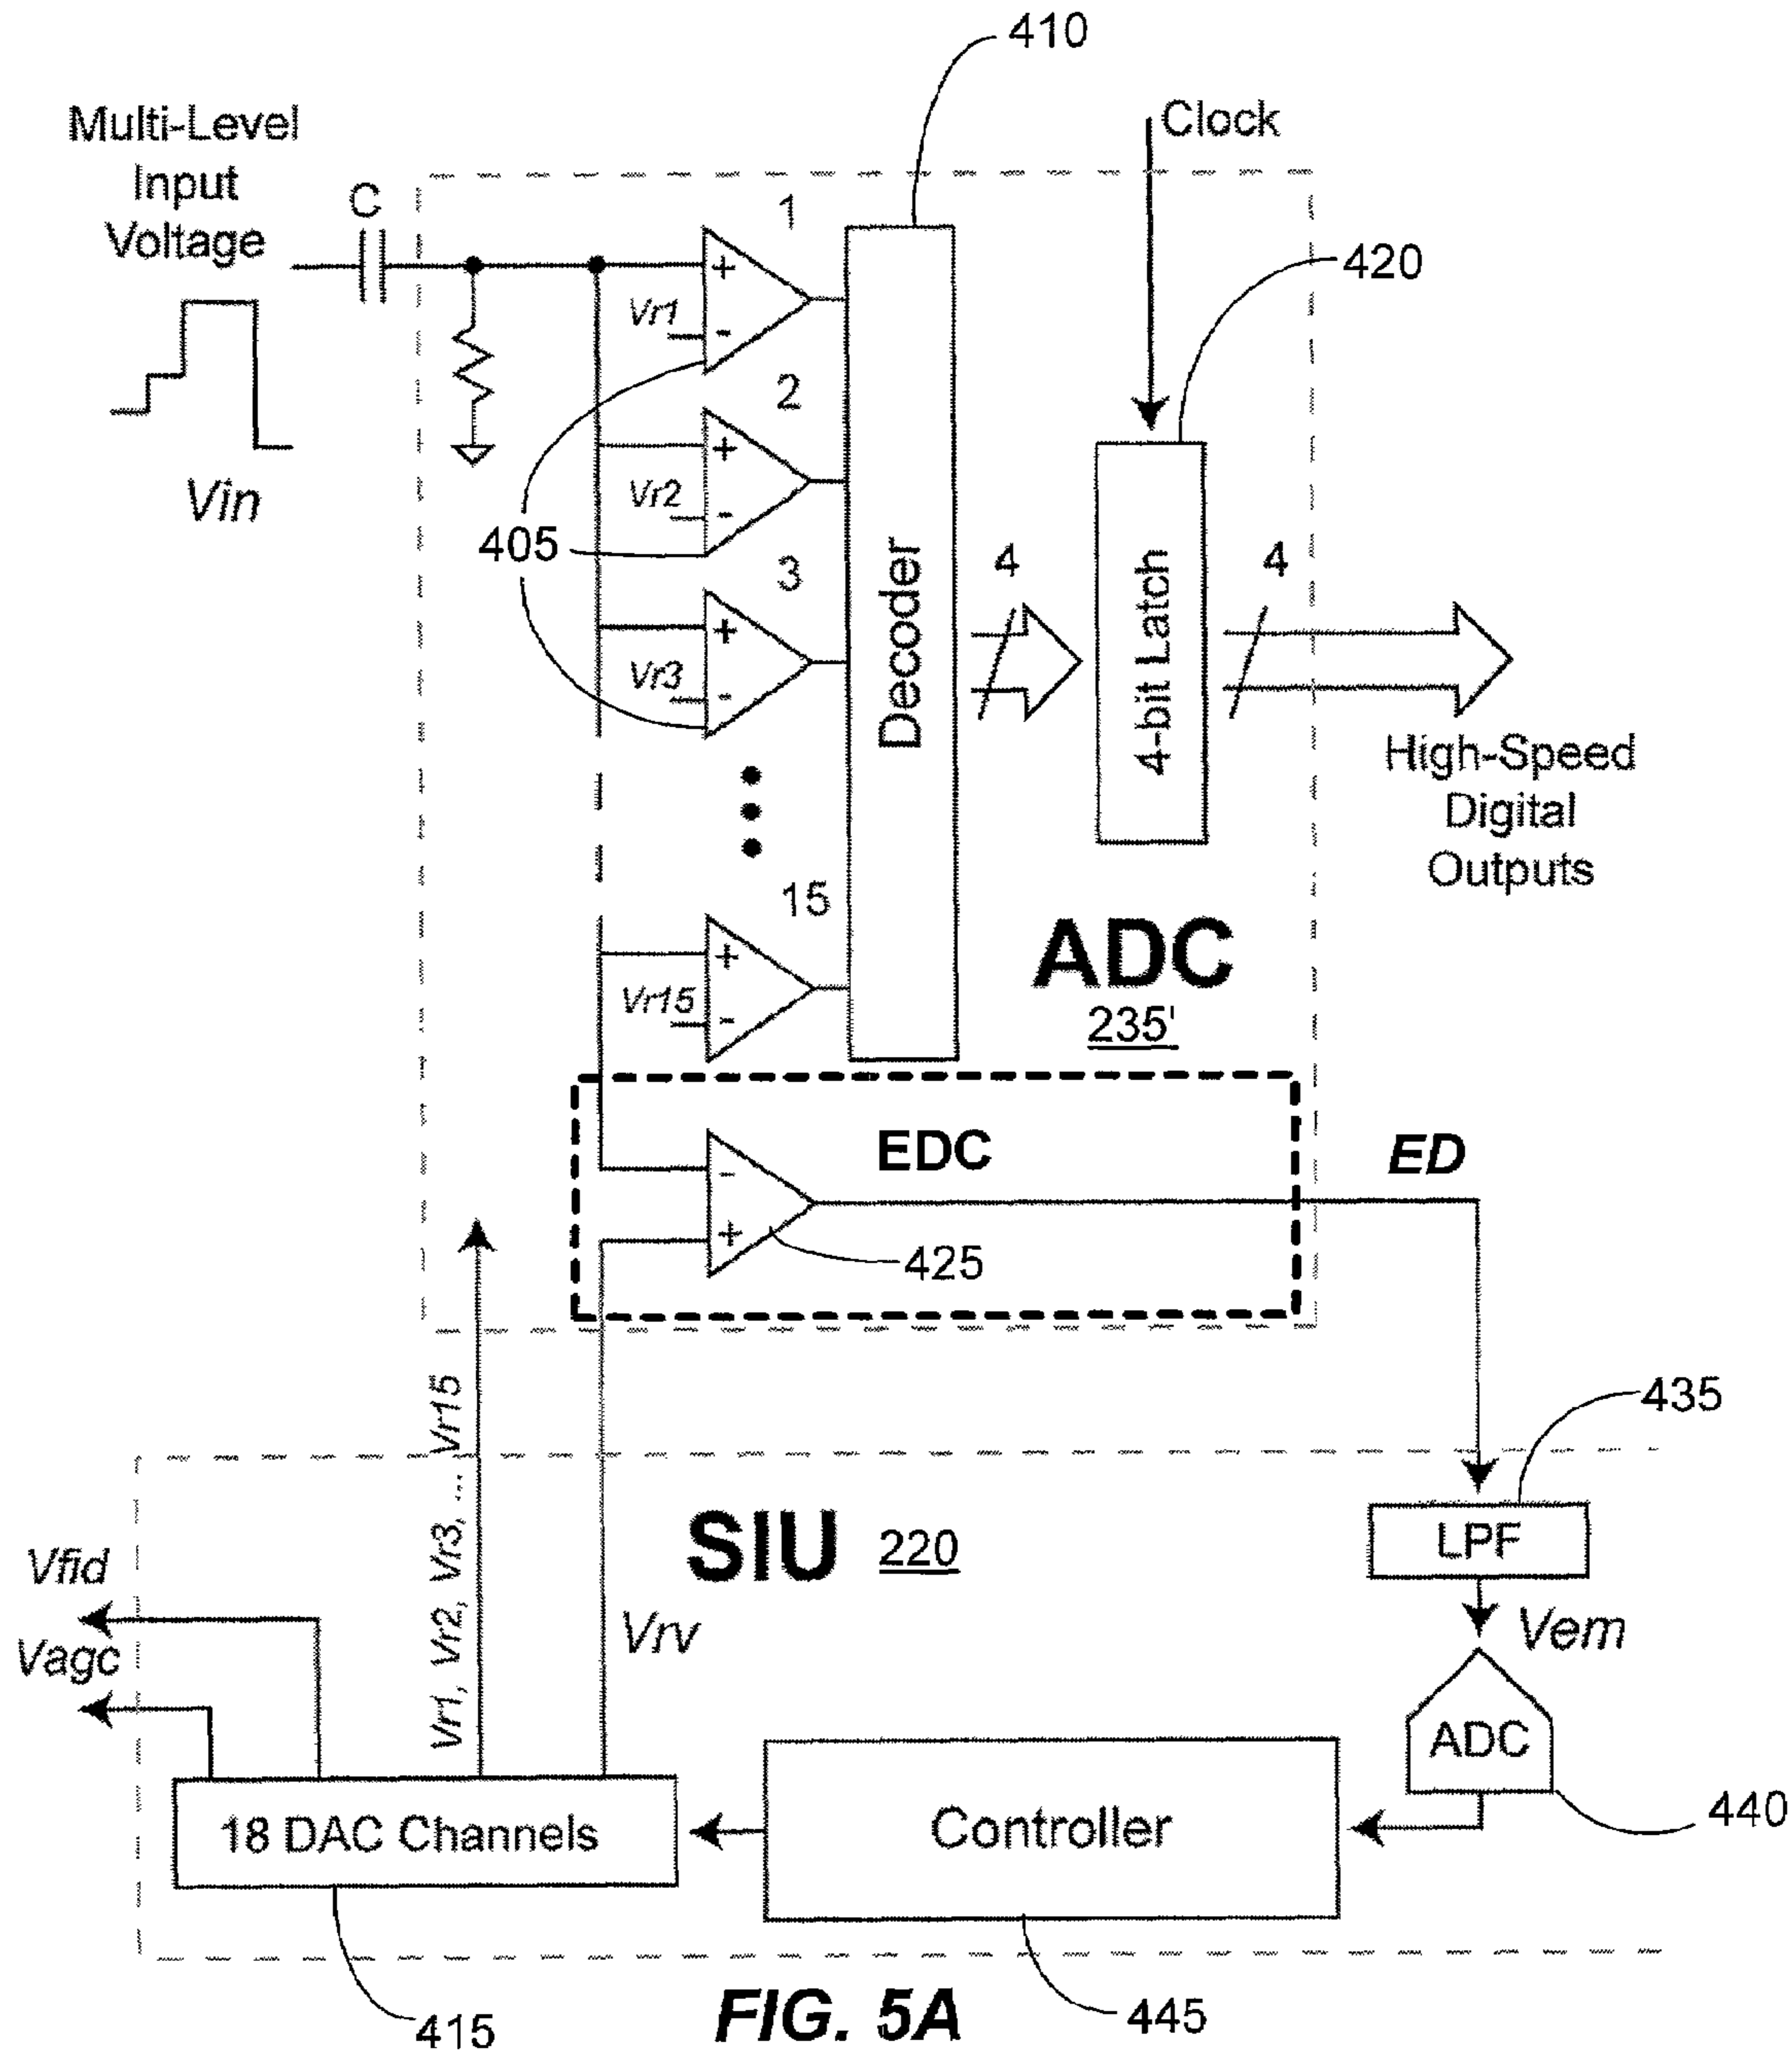 410
Multi-Level
Input
Voltage
C
Clock
1
420
+
Vr1
-
2
+
Vr2
-
Vin
405
3
+
Vr3
-
Decoder
4
4-bit Latch
4
High-Speed
Digital
Outputs
15
+
Vr15
-
ADC
235'
EDC
ED
-
+
425
435
Vr1, Vr2, Vr3, ... Vr15
SIU 220
LPF
Vfid
Vrv
Vem
Vagc
ADC
440
18 DAC Channels
Controller
415
FIG. 5A
445